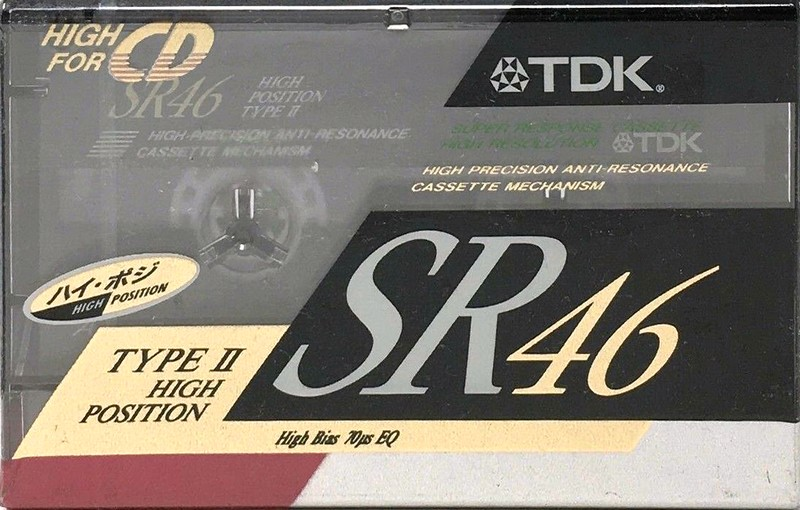 HIGH
FOR CD
TDK®
SR46
HIGH
POSITION
TYPE II
HIGH-PRECISION ANTI-RESONANCE
CASSETTE MECHANISM
SUPER RESPONSE CASSETTE
HIGH RESOLUTION
TDK
HIGH PRECISION ANTI-RESONANCE
CASSETTE MECHANISM
ハイ・ポジ
HIGH POSITION
SR46
TYPE II
HIGH
POSITION
High Bias 70μs EQ